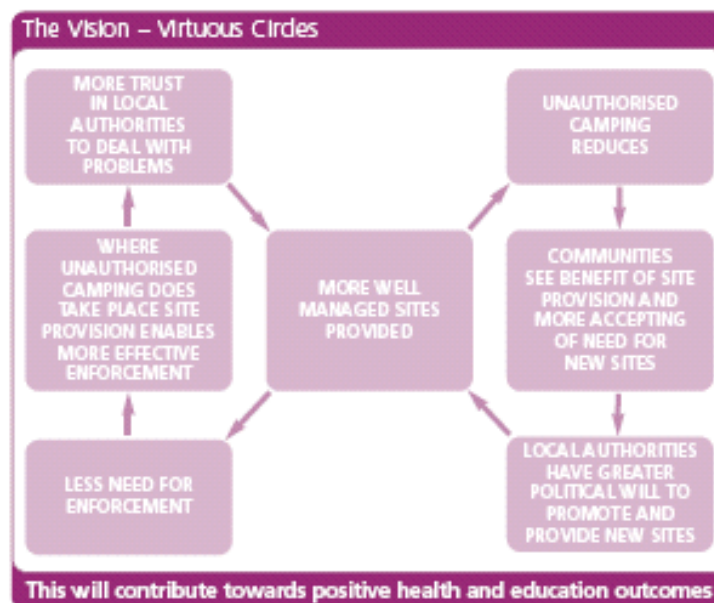 The Vision – Virtuous Circles
MORE TRUST
IN LOCAL
AUTHORITIES
TO DEAL WITH
PROBLEMS
UNAUTHORISED
CAMPING
REDUCES
WHERE
UNAUTHORISED
CAMPING DOES
TAKE PLACE SITE
PROVISION ENABLES
MORE EFFECTIVE
ENFORCEMENT
MORE WELL
MANAGED SITES
PROVIDED
COMMUNITIES
SEE BENEFIT OF SITE
PROVISION AND
MORE ACCEPTING
OF NEED FOR
NEW SITES
LESS NEED FOR
ENFORCEMENT
LOCAL AUTHORITIES
HAVE GREATER
POLITICAL WILL TO
PROMOTE AND
PROVIDE NEW SITES
This will contribute towards positive health and education outcomes